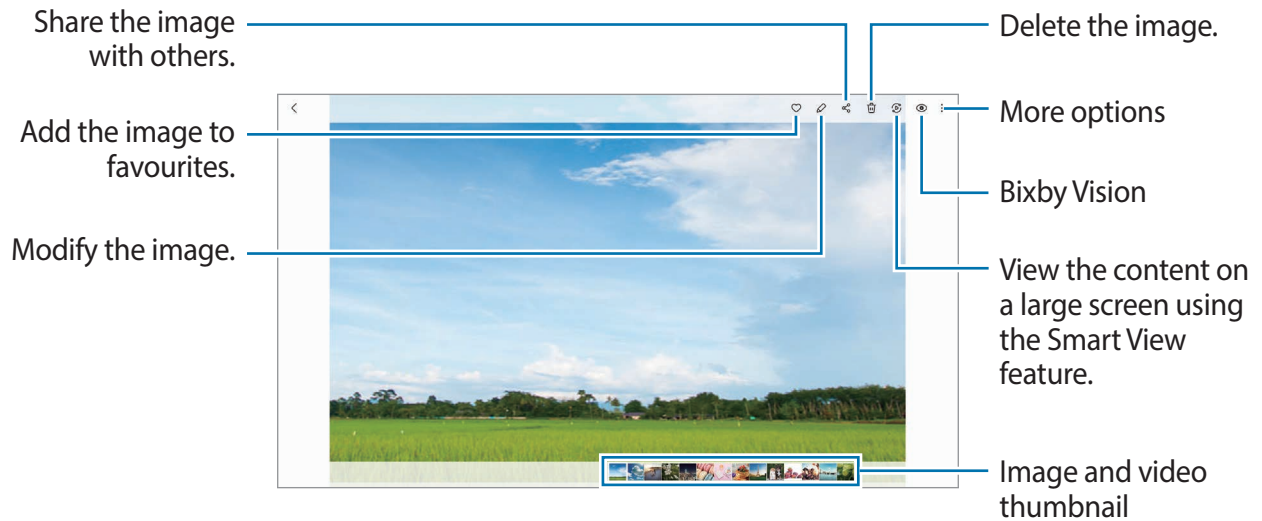 Share the image
with others.
Add the image to
favourites.
Modify the image.
Delete the image.
More options
Bixby Vision
View the content on
a large screen using
the Smart View
feature.
Image and video
thumbnail